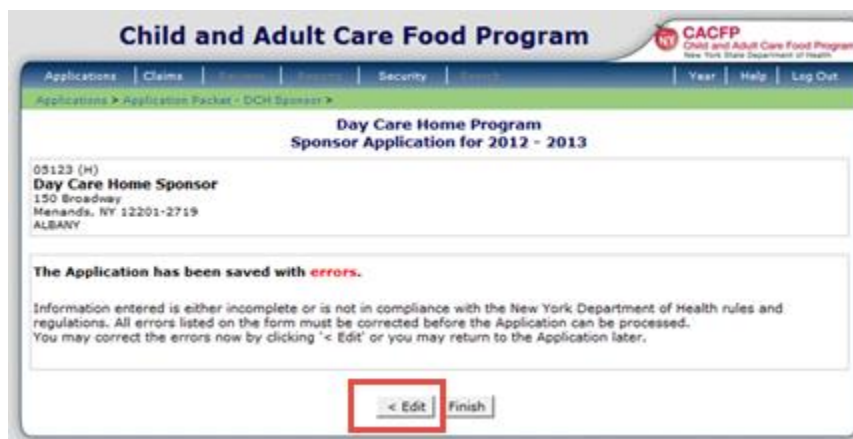 Child and Adult Care Food Program
CACFP
Child and Adult Care Food Program
New York State Department of Health
Applications | Claims | Reviews | Reports | Security | Search | Year | Help | Log Out
Applications > Application Packet - DCH Sponsor >
Day Care Home Program
Sponsor Application for 2012 - 2013
05123 (H)
Day Care Home Sponsor
150 Broadway
Menands, NY 12201-2719
ALBANY
The Application has been saved with errors.
Information entered is either incomplete or is not in compliance with the New York Department of Health rules and
regulations. All errors listed on the form must be corrected before the Application can be processed.
You may correct the errors now by clicking '< Edit' or you may return to the Application later.
< Edit Finish